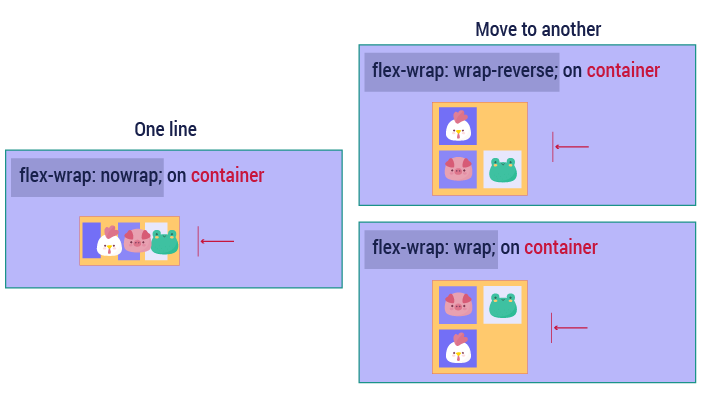 One line
flex-wrap: nowrap; on container
Move to another
flex-wrap: wrap-reverse; on container
flex-wrap: wrap; on container